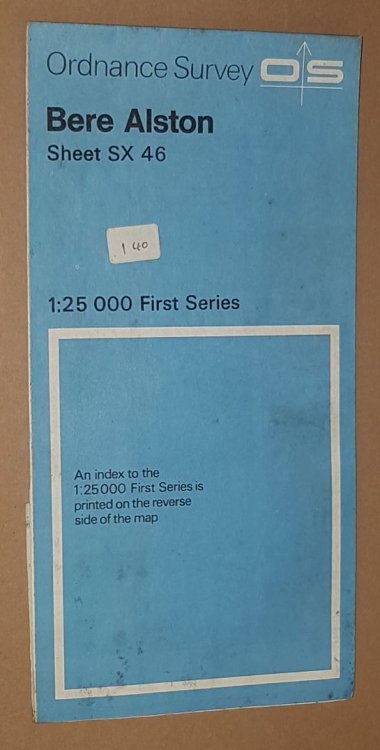 Ordnance Survey OS
Bere Alston
Sheet SX 46
1 40
1:25 000 First Series
An index to the
1:25000 First Series is
printed on the reverse
side of the map